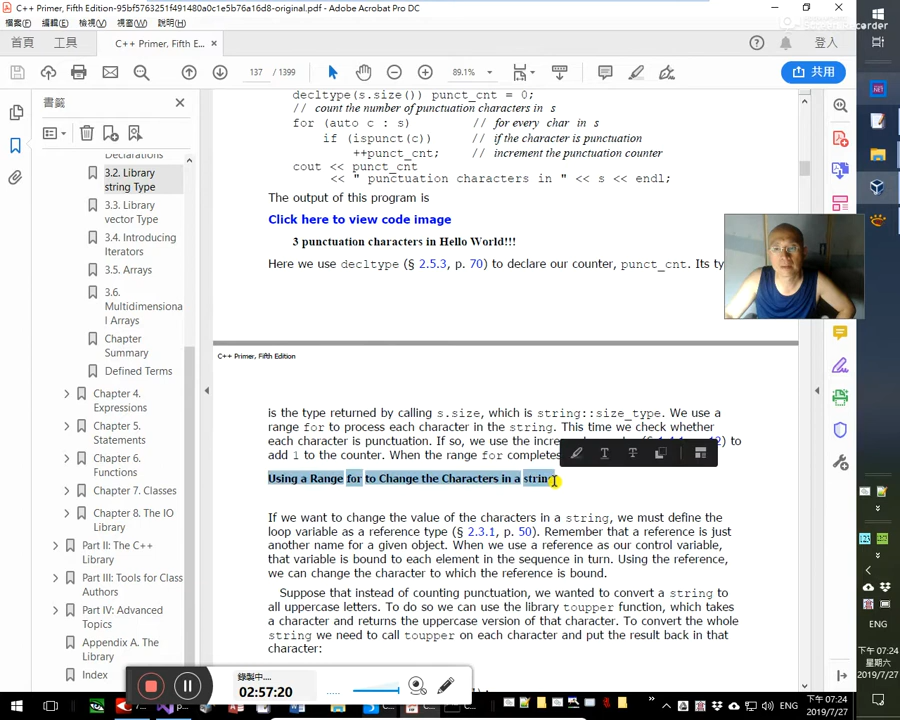 C++ Primer, Fifth Edition-95bf5763251f491480a0c1e5b76a16d8-original.pdf - Adobe Acrobat Pro DC
檔案(F) 編輯(E) 檢視(V) 視窗(W) 說明(H)
首頁 工具 C++ Primer, Fifth E... × 登入
137 / 1399 89.1% 共用
書籤
Declarations
3.2. Library
string Type
3.3. Library
vector Type
3.4. Introducing
Iterators
3.5. Arrays
3.6.
Multidimensional
Arrays
Chapter
Summary
Defined Terms
Chapter 4.
Expressions
Chapter 5.
Statements
Chapter 6.
Functions
Chapter 7. Classes
Chapter 8. The IO
Library
Part II: The C++
Library
Part III: Tools for Class
Authors
Part IV: Advanced
Topics
Appendix A. The
Library
Index
decltype(s.size()) punct_cnt = 0;
// count the number of punctuation characters in s
for (auto c : s) // for every char in s
if (ispunct(c)) // if the character is punctuation
++punct_cnt; // increment the punctuation counter
cout << punct_cnt
<< " punctuation characters in " << s << endl;
The output of this program is
Click here to view code image
3 punctuation characters in Hello World!!!
Here we use decltype (§ 2.5.3, p. 70) to declare our counter, punct_cnt. Its ty
C++ Primer, Fifth Edition
is the type returned by calling s.size, which is string::size_type. We use a
range for to process each character in the string. This time we check whether
each character is punctuation. If so, we use the incre 12) to
add 1 to the counter. When the range for completes
Using a Range for to Change the Characters in a string
If we want to change the value of the characters in a string, we must define the
loop variable as a reference type (§ 2.3.1, p. 50). Remember that a reference is just
another name for a given object. When we use a reference as our control variable,
that variable is bound to each element in the sequence in turn. Using the reference,
we can change the character to which the reference is bound.
Suppose that instead of counting punctuation, we wanted to convert a string to
all uppercase letters. To do so we can use the library toupper function, which takes
a character and returns the uppercase version of that character. To convert the whole
string we need to call toupper on each character and put the result back in that
character:
錄製中....
02:57:20
ENG
下午 07:24
星期六
2019/7/27
ENG
下午 07:24
2019/7/27